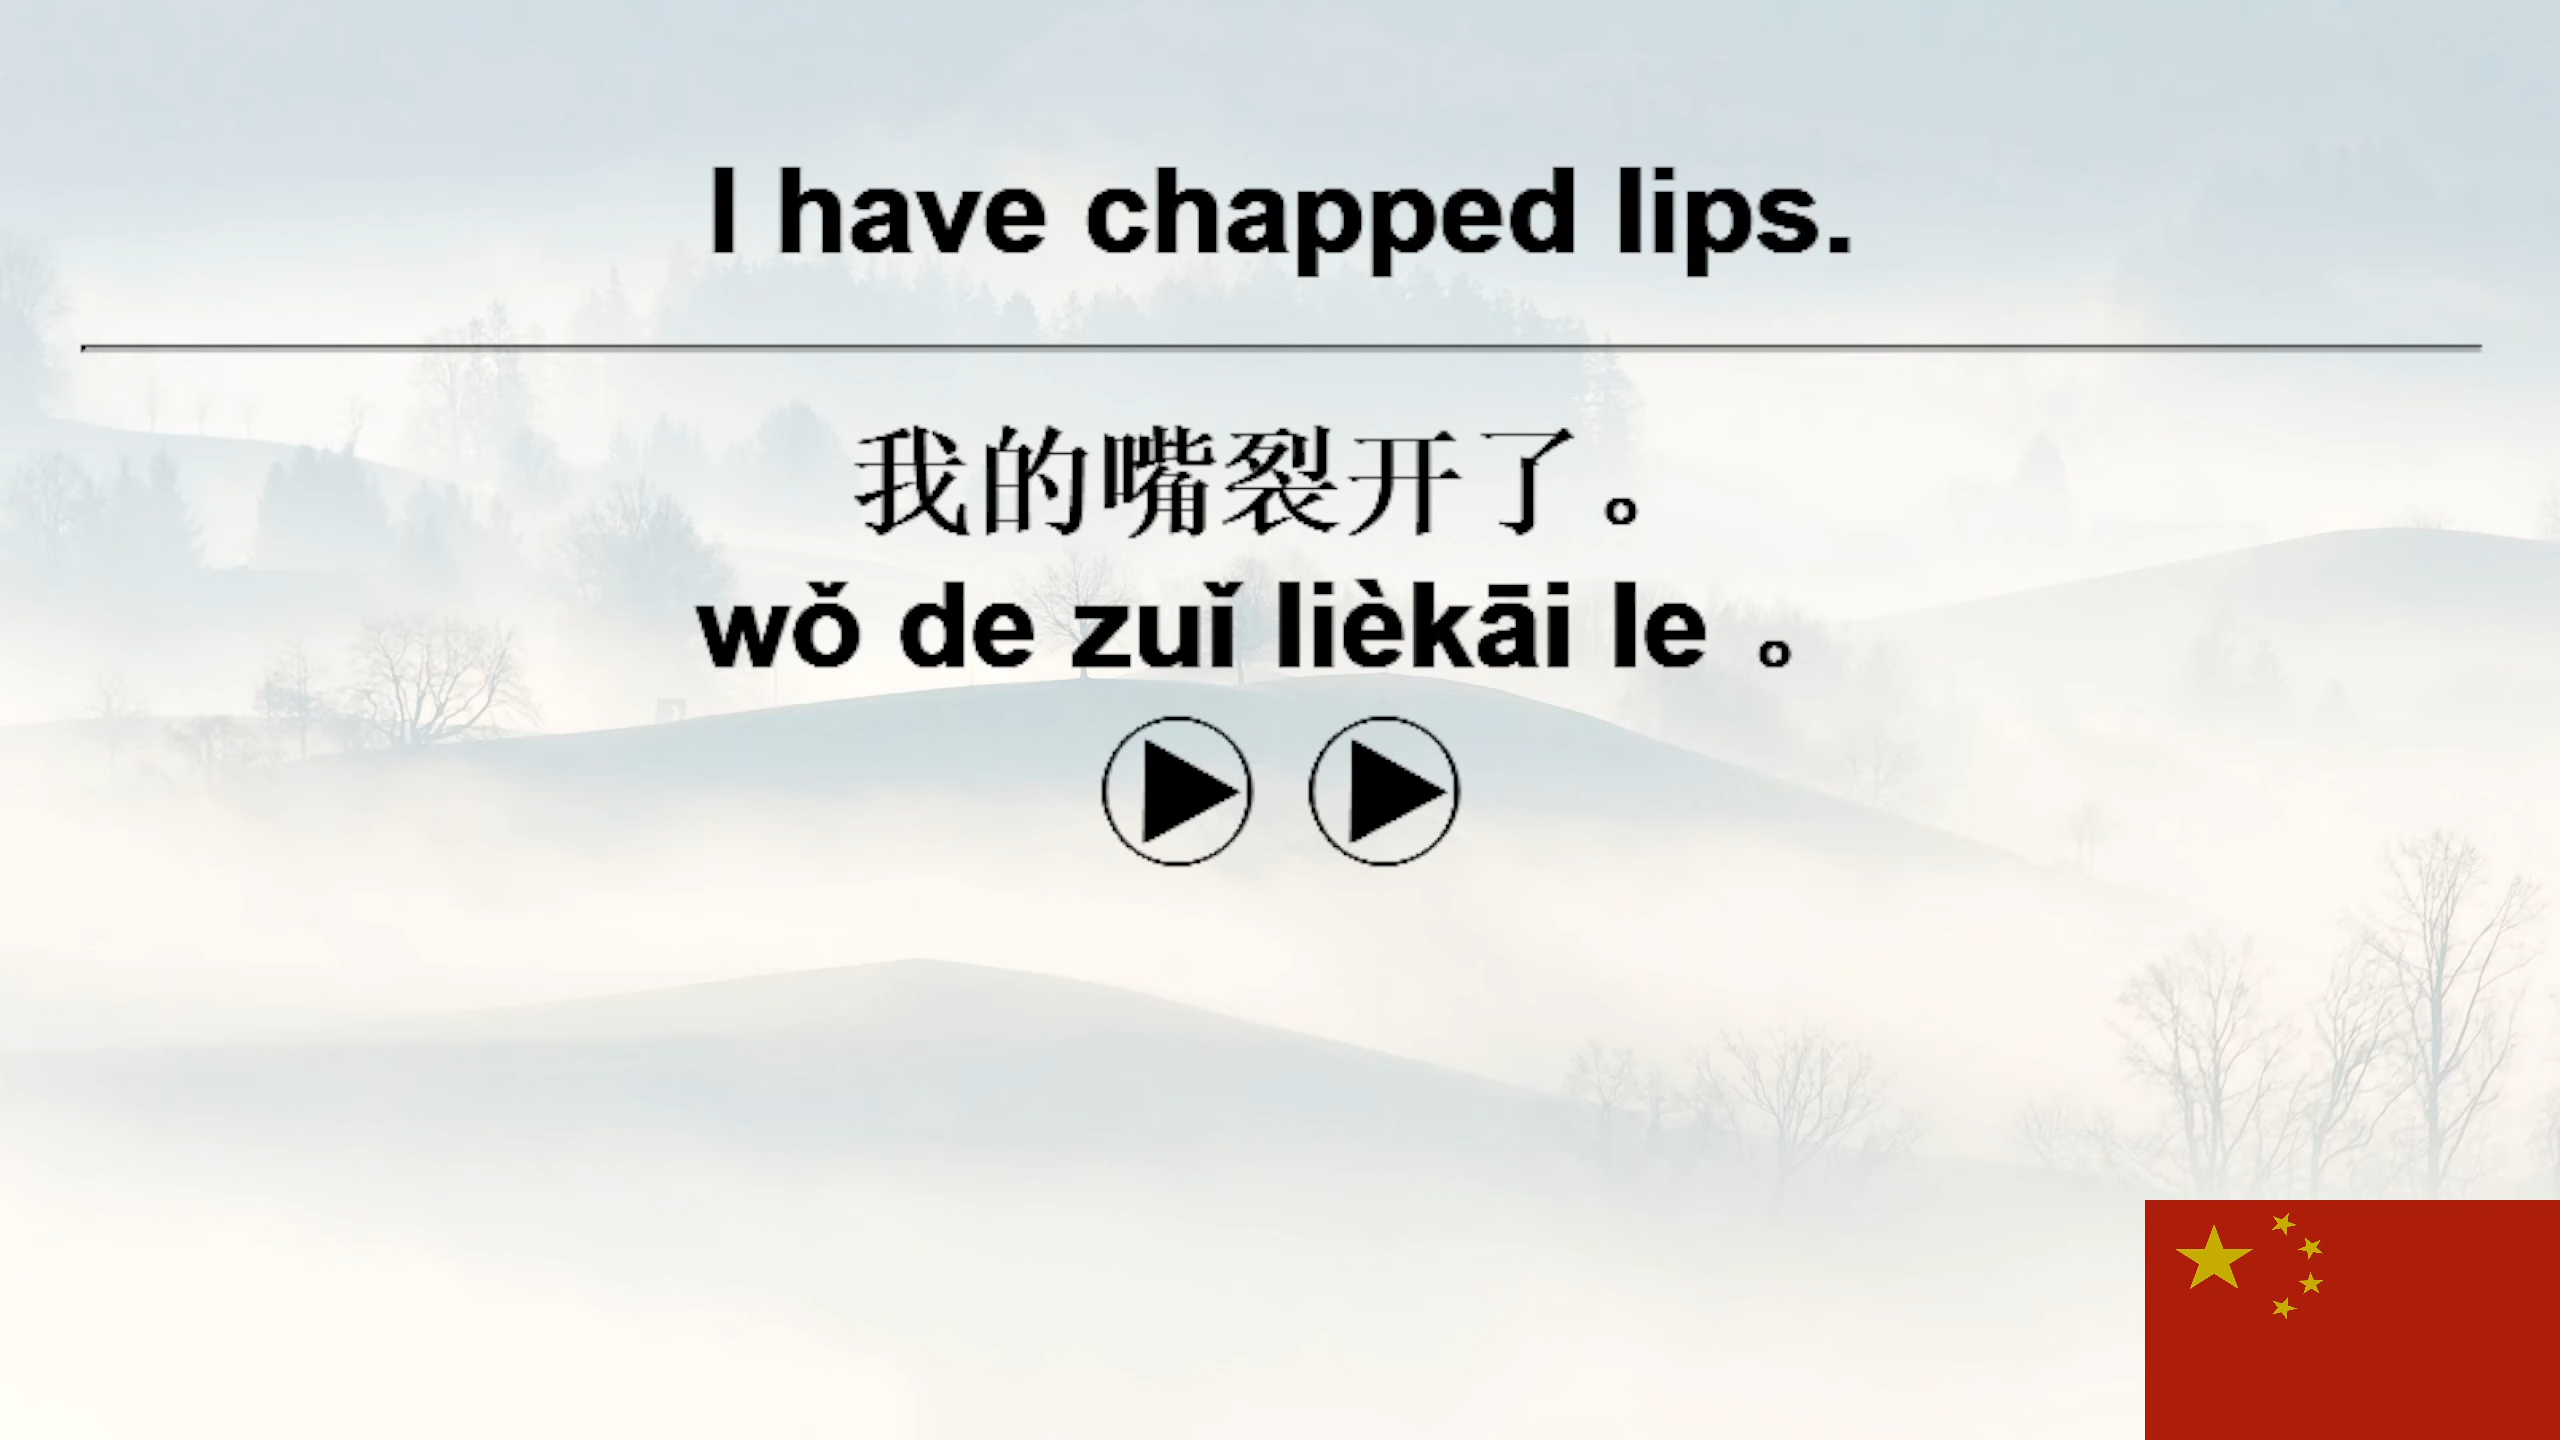 I have chapped lips.
我的嘴裂开了。
wǒ de zuǐ lièkāi le 。